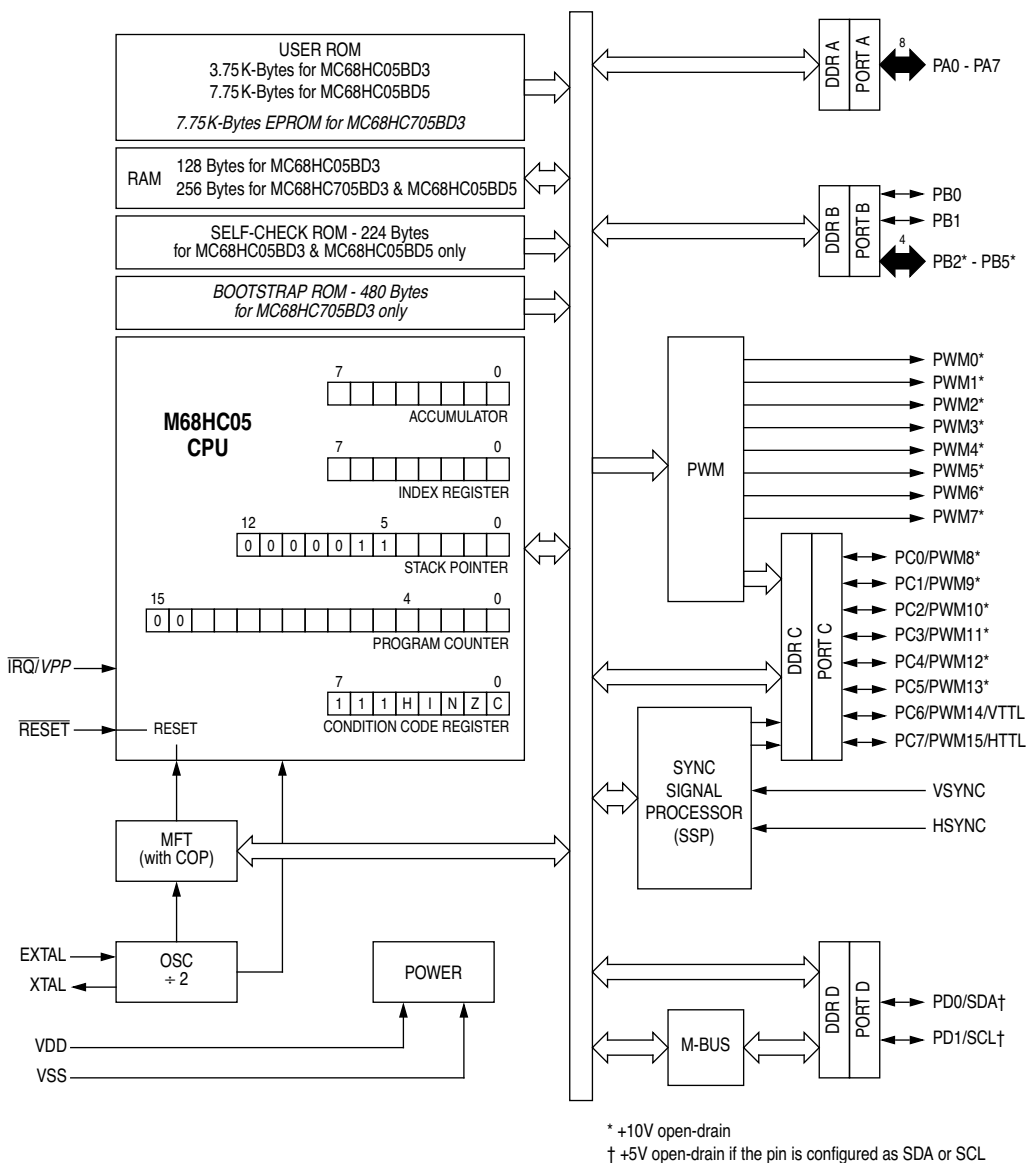 USER ROM
3.75K-Bytes for MC68HC05BD3
7.75K-Bytes for MC68HC05BD5
7.75K-Bytes EPROM for MC68HC705BD3
RAM
128 Bytes for MC68HC05BD3
256 Bytes for MC68HC705BD3 & MC68HC05BD5
SELF-CHECK ROM - 224 Bytes
for MC68HC05BD3 & MC68HC05BD5 only
BOOTSTRAP ROM - 480 Bytes
for MC68HC705BD3 only
M68HC05
CPU
7 0
ACCUMULATOR
7 0
INDEX REGISTER
12 5 0
0 0 0 0 0 1 1
STACK POINTER
15 4 0
0 0
PROGRAM COUNTER
7 0
1 1 1 H I N Z C
CONDITION CODE REGISTER
IRQ/VPP
RESET
RESET
MFT
(with COP)
EXTAL
XTAL
OSC
÷ 2
POWER
VDD
VSS
DDR A
PORT A
8
PA0 - PA7
DDR B
PORT B
PB0
PB1
4
PB2* - PB5*
PWM
PWM0*
PWM1*
PWM2*
PWM3*
PWM4*
PWM5*
PWM6*
PWM7*
DDR C
PORT C
PC0/PWM8*
PC1/PWM9*
PC2/PWM10*
PC3/PWM11*
PC4/PWM12*
PC5/PWM13*
PC6/PWM14/VTTL
PC7/PWM15/HTTL
SYNC
SIGNAL
PROCESSOR
(SSP)
VSYNC
HSYNC
DDR D
PORT D
PD0/SDA†
PD1/SCL†
M-BUS
* +10V open-drain
† +5V open-drain if the pin is configured as SDA or SCL